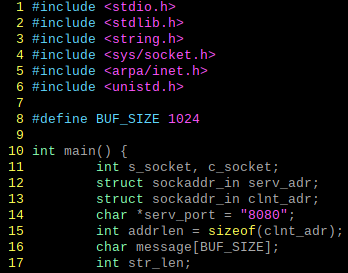 1 #include <stdio.h>
2 #include <stdlib.h>
3 #include <string.h>
4 #include <sys/socket.h>
5 #include <arpa/inet.h>
6 #include <unistd.h>
7
8 #define BUF_SIZE 1024
9
10 int main() {
11         int s_socket, c_socket;
12         struct sockaddr_in serv_adr;
13         struct sockaddr_in clnt_adr;
14         char *serv_port = "8080";
15         int addrlen = sizeof(clnt_adr);
16         char message[BUF_SIZE];
17         int str_len;